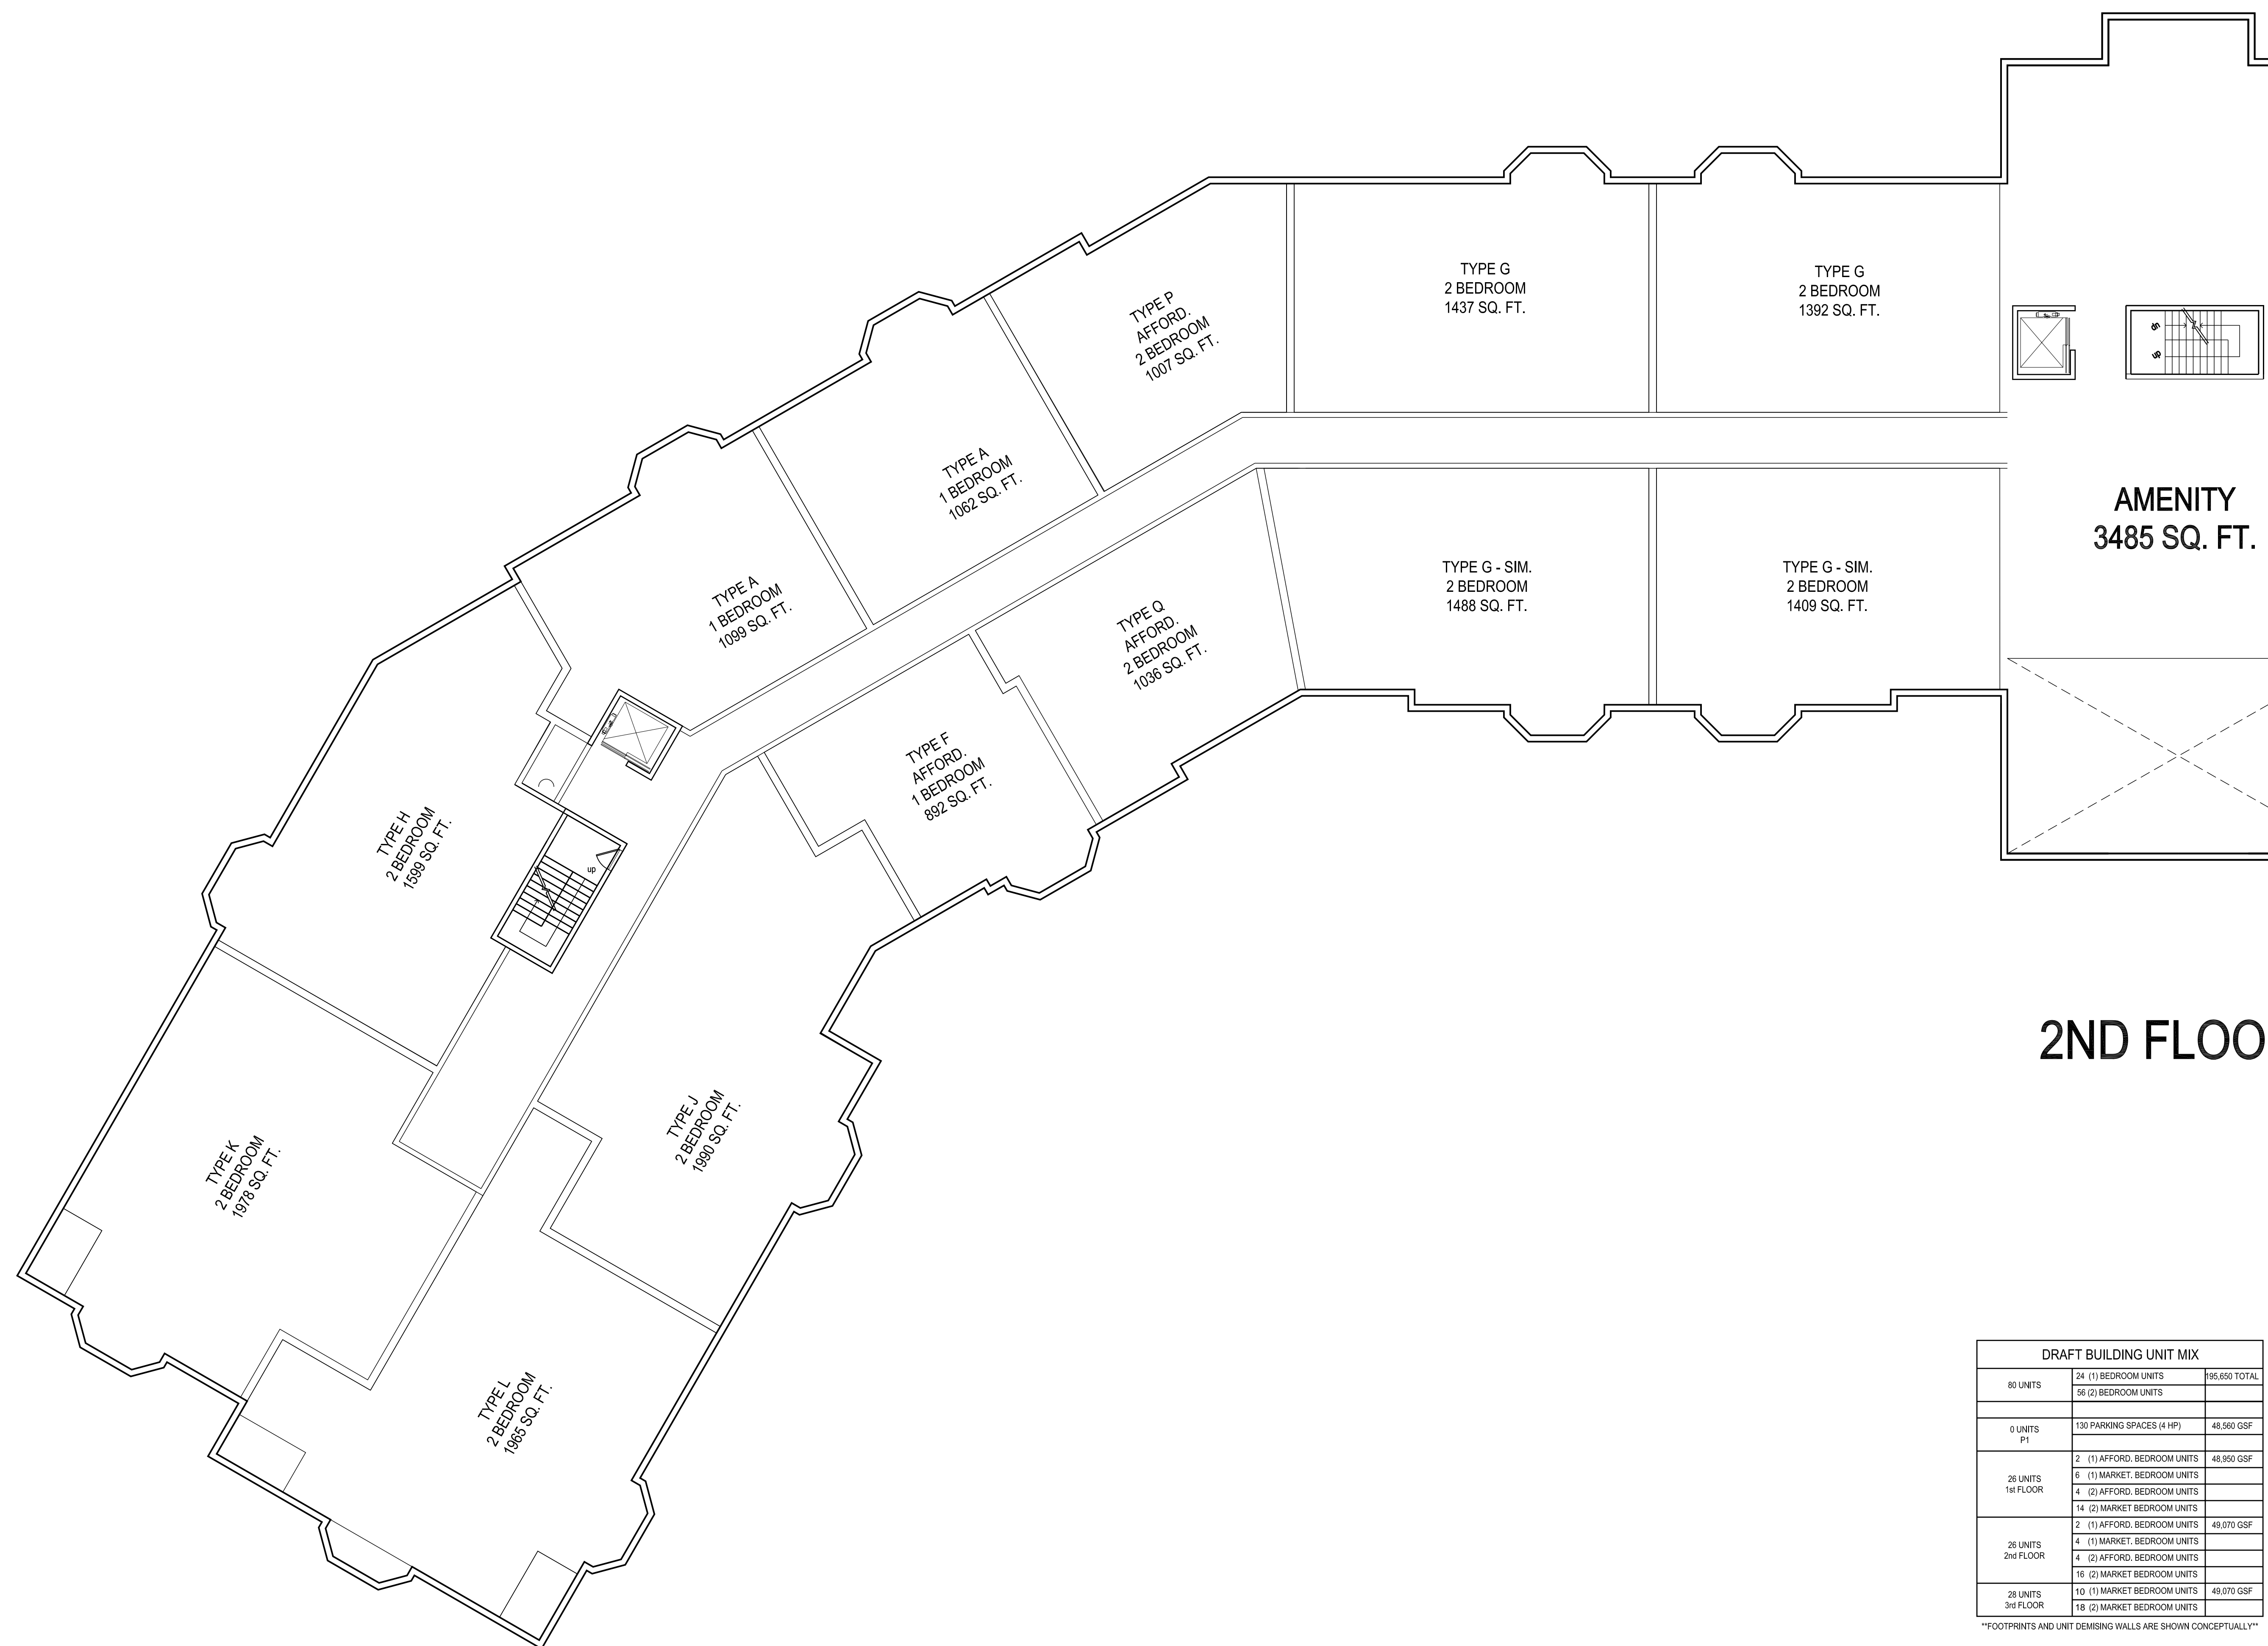 TYPE P
AFFORD.
2 BEDROOM
1007 SQ. FT.
TYPE G
2 BEDROOM
1437 SQ. FT.
TYPE G
2 BEDROOM
1392 SQ. FT.
dn
up
TYPE A
1 BEDROOM
1062 SQ. FT.
TYPE A
1 BEDROOM
1099 SQ. FT.
AMENITY
3485 SQ. FT.
TYPE G - SIM.
2 BEDROOM
1488 SQ. FT.
TYPE G - SIM.
2 BEDROOM
1409 SQ. FT.
TYPE Q
AFFORD.
2 BEDROOM
1036 SQ. FT.
TYPE F
AFFORD.
1 BEDROOM
892 SQ. FT.
TYPE H
2 BEDROOM
1599 SQ. FT.
up
2ND FLOO
TYPE J
2 BEDROOM
1990 SQ. FT.
TYPE K
2 BEDROOM
1978 SQ. FT.
TYPE L
2 BEDROOM
1965 SQ. FT.
DRAFT BUILDING UNIT MIX
80 UNITS
24 (1) BEDROOM UNITS 195,650 TOTAL
56 (2) BEDROOM UNITS
0 UNITS
P1
130 PARKING SPACES (4 HP) 48,560 GSF
26 UNITS
1st FLOOR
2 (1) AFFORD. BEDROOM UNITS 48,950 GSF
6 (1) MARKET. BEDROOM UNITS
4 (2) AFFORD. BEDROOM UNITS
14 (2) MARKET BEDROOM UNITS
26 UNITS
2nd FLOOR
2 (1) AFFORD. BEDROOM UNITS 49,070 GSF
4 (1) MARKET. BEDROOM UNITS
4 (2) AFFORD. BEDROOM UNITS
16 (2) MARKET BEDROOM UNITS
28 UNITS
3rd FLOOR
10 (1) MARKET BEDROOM UNITS 49,070 GSF
18 (2) MARKET BEDROOM UNITS
**FOOTPRINTS AND UNIT DEMISING WALLS ARE SHOWN CONCEPTUALLY**